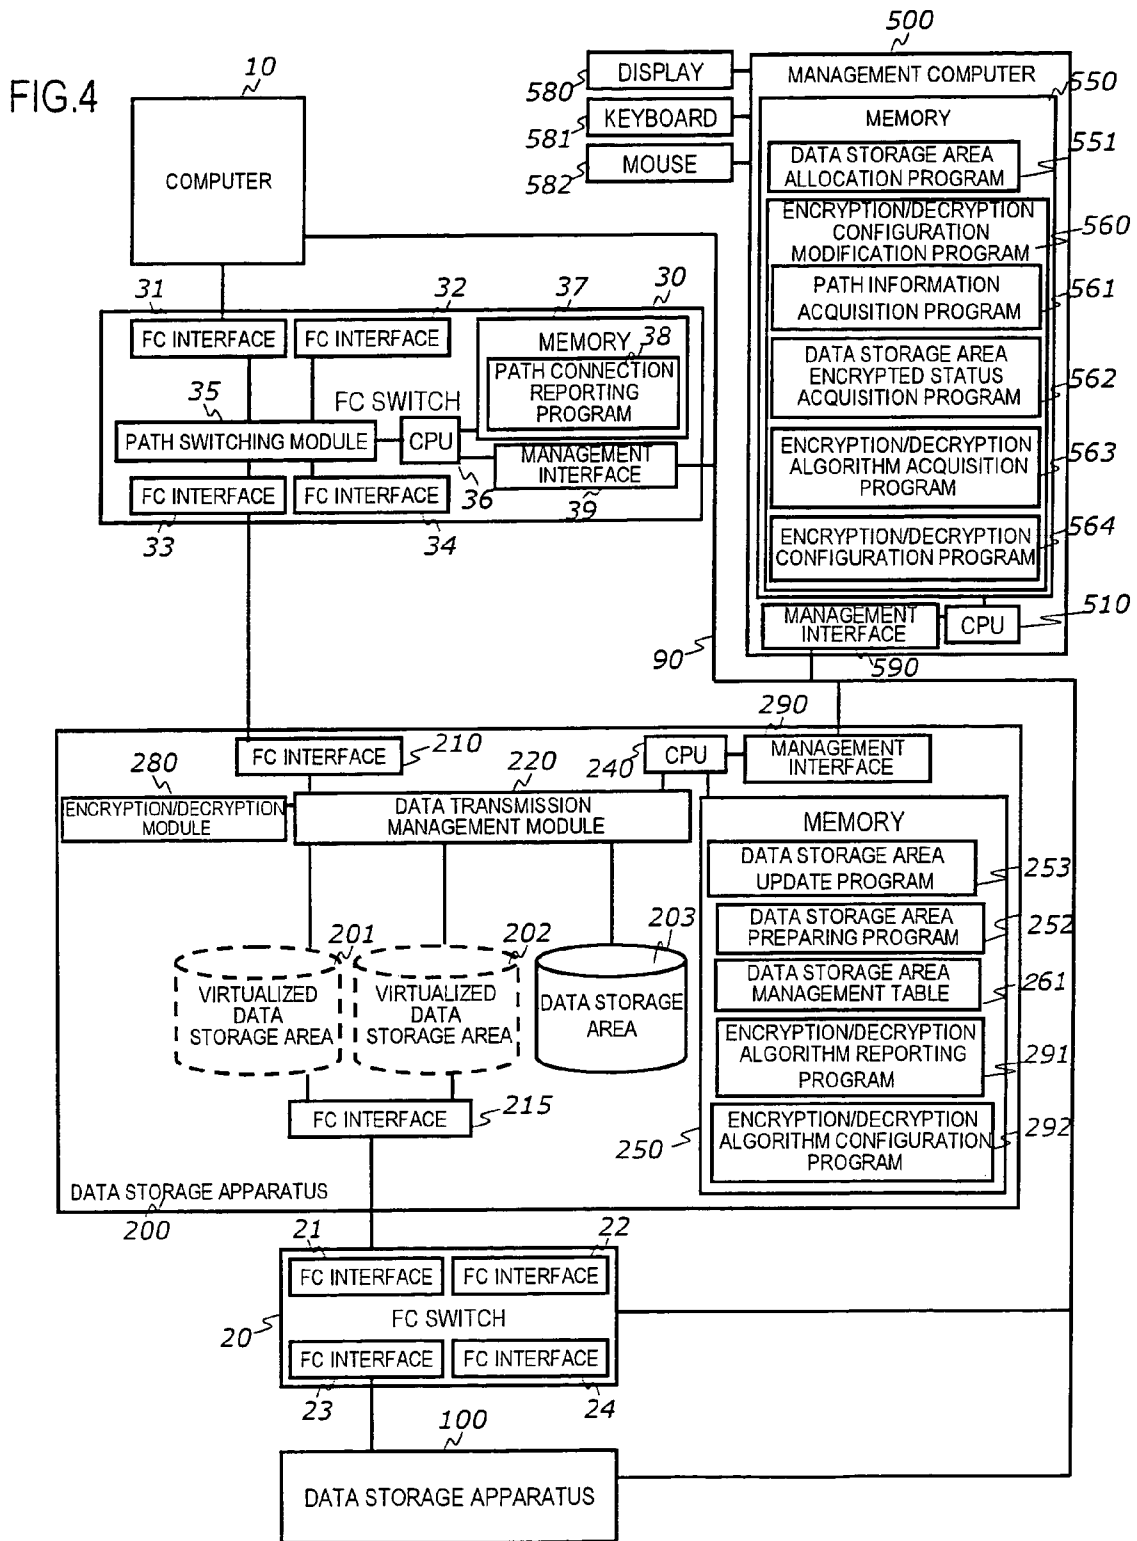 FIG.4
10
COMPUTER
580
DISPLAY
581
KEYBOARD
582
MOUSE
500
MANAGEMENT COMPUTER
550
MEMORY
551
DATA STORAGE AREA
ALLOCATION PROGRAM
560
ENCRYPTION/DECRYPTION
CONFIGURATION
MODIFICATION PROGRAM
561
PATH INFORMATION
ACQUISITION PROGRAM
562
DATA STORAGE AREA
ENCRYPTED STATUS
ACQUISITION PROGRAM
563
ENCRYPTION/DECRYPTION
ALGORITHM ACQUISITION
PROGRAM
564
ENCRYPTION/DECRYPTION
CONFIGURATION PROGRAM
510
MANAGEMENT
INTERFACE
CPU
590
90
31
32
37
30
FC INTERFACE
FC INTERFACE
MEMORY
38
PATH CONNECTION
REPORTING
PROGRAM
35
FC SWITCH
PATH SWITCHING MODULE
CPU
36
MANAGEMENT
INTERFACE
39
FC INTERFACE
FC INTERFACE
33
34
290
FC INTERFACE
210
240
CPU
MANAGEMENT
INTERFACE
280
220
ENCRYPTION/DECRYPTION
MODULE
DATA TRANSMISSION
MANAGEMENT MODULE
MEMORY
DATA STORAGE AREA
UPDATE PROGRAM
253
DATA STORAGE AREA
PREPARING PROGRAM
252
DATA STORAGE AREA
MANAGEMENT TABLE
261
ENCRYPTION/DECRYPTION
ALGORITHM REPORTING
PROGRAM
291
ENCRYPTION/DECRYPTION
ALGORITHM CONFIGURATION
PROGRAM
292
250
201
202
203
VIRTUALIZED
DATA
STORAGE AREA
VIRTUALIZED
DATA
STORAGE AREA
DATA STORAGE
AREA
FC INTERFACE
215
DATA STORAGE APPARATUS
200
21
22
FC INTERFACE
FC INTERFACE
20
FC SWITCH
FC INTERFACE
FC INTERFACE
23
24
100
DATA STORAGE APPARATUS